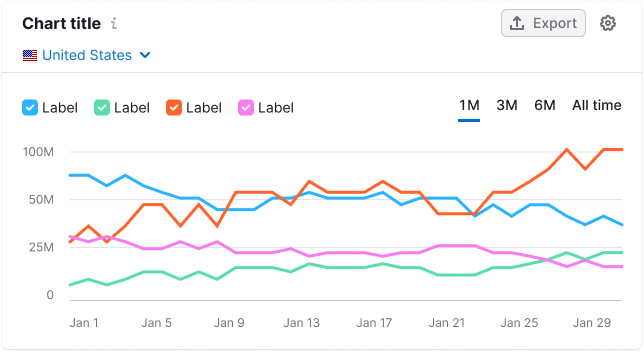 Chart title
Export
United States
Label Label Label Label
1M 3M 6M All time
100M
50M
25M
0
Jan 1 Jan 5 Jan 9 Jan 13 Jan 17 Jan 21 Jan 25 Jan 29